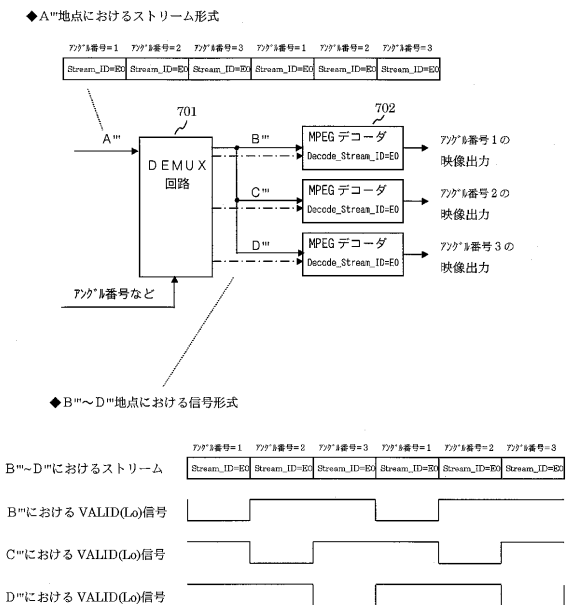 ◆A'''地点におけるストリーム形式
ｱﾝｸﾞﾙ番号=1 ｱﾝｸﾞﾙ番号=2 ｱﾝｸﾞﾙ番号=3 ｱﾝｸﾞﾙ番号=1 ｱﾝｸﾞﾙ番号=2 ｱﾝｸﾞﾙ番号=3
Stream_ID=E0 Stream_ID=E0 Stream_ID=E0 Stream_ID=E0 Stream_ID=E0 Stream_ID=E0
701
702
A'''
DEMUX
回路
B'''
MPEG デコーダ
Decode_Stream_ID=E0
ｱﾝｸﾞﾙ番号1の
映像出力
C'''
MPEG デコーダ
Decode_Stream_ID=E0
ｱﾝｸﾞﾙ番号2の
映像出力
D'''
MPEG デコーダ
Decode_Stream_ID=E0
ｱﾝｸﾞﾙ番号3の
映像出力
ｱﾝｸﾞﾙ番号など
◆B'''～D'''地点における信号形式
ｱﾝｸﾞﾙ番号=1 ｱﾝｸﾞﾙ番号=2 ｱﾝｸﾞﾙ番号=3 ｱﾝｸﾞﾙ番号=1 ｱﾝｸﾞﾙ番号=2 ｱﾝｸﾞﾙ番号=3
B'''~D'''におけるストリーム
Stream_ID=E0 Stream_ID=E0 Stream_ID=E0 Stream_ID=E0 Stream_ID=E0 Stream_ID=E0
B'''における VALID(Lo)信号
C'''における VALID(Lo)信号
D'''における VALID(Lo)信号